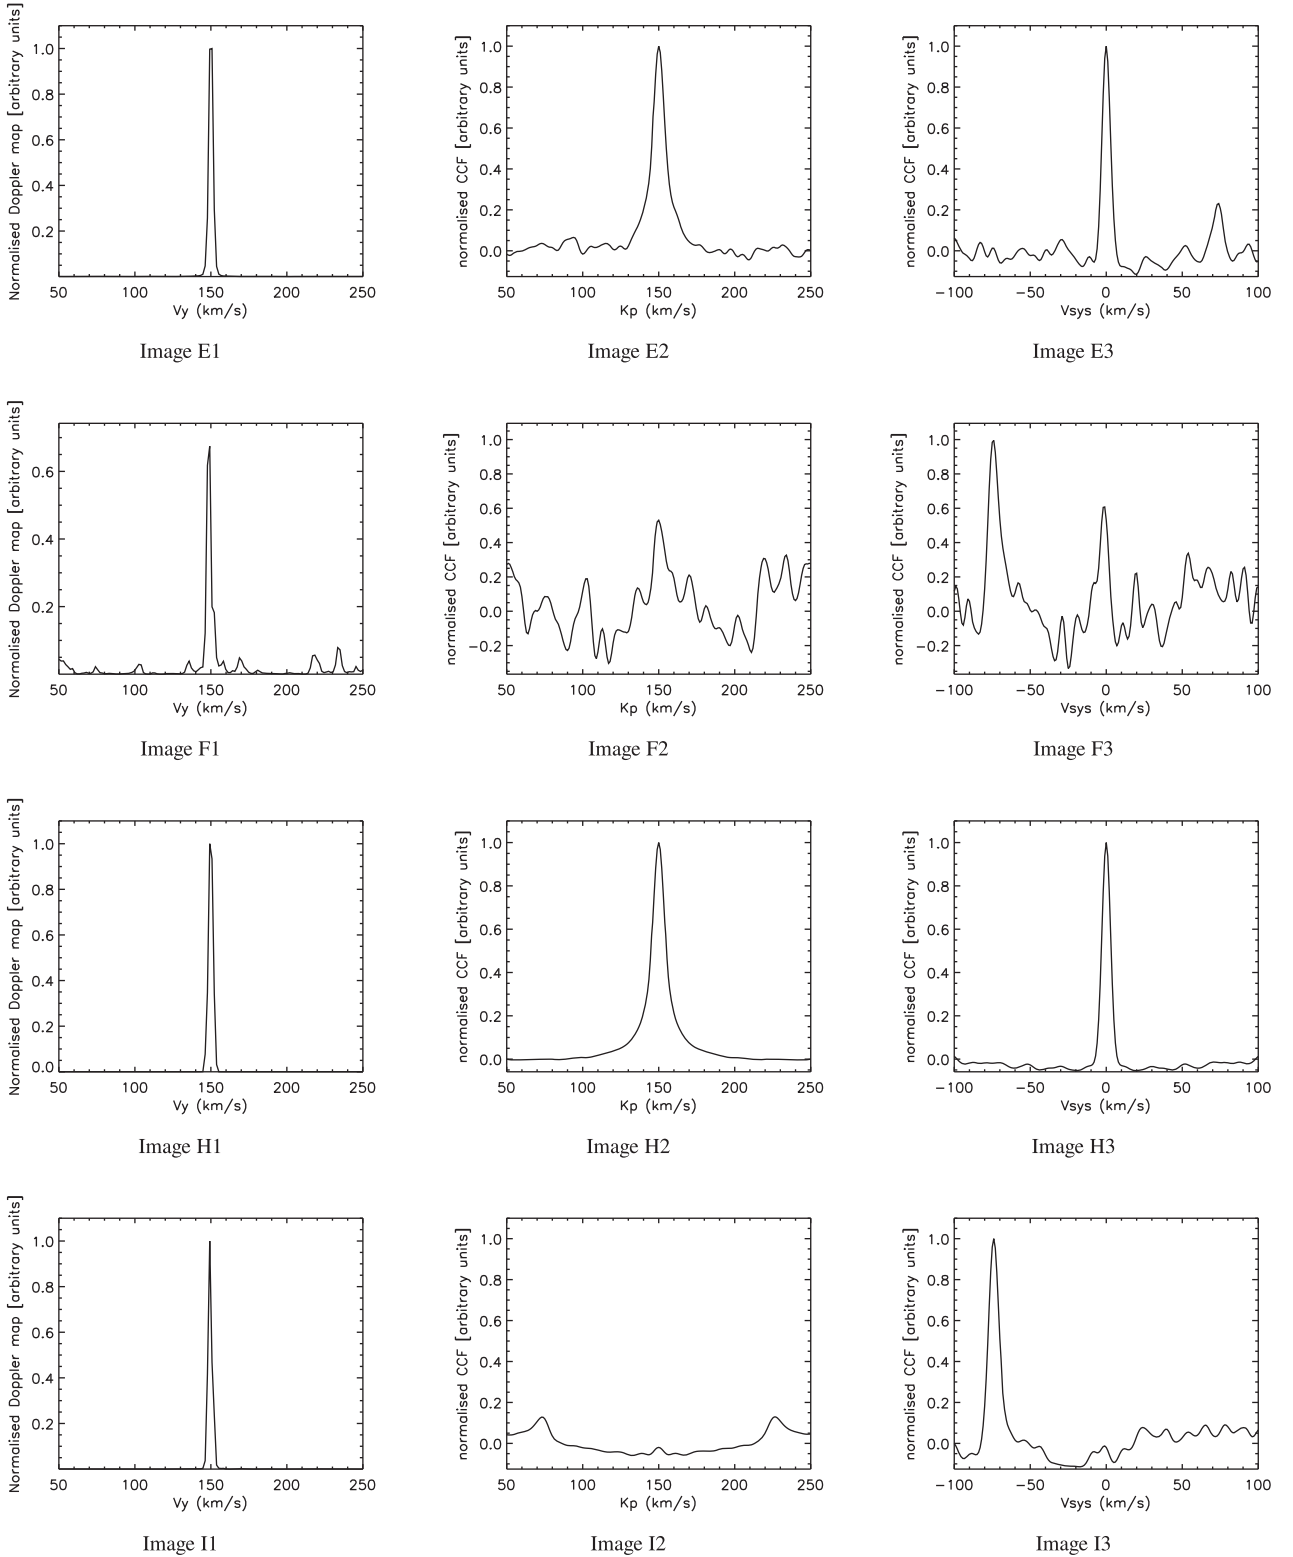 Normalised Doppler map [arbitrary units]
1.0
0.8
0.6
0.4
0.2
50 100 150 200 250
Vy (km/s)
Image E1
normalised CCF [arbitrary units]
1.0
0.8
0.6
0.4
0.2
0.0
50 100 150 200 250
Kp (km/s)
Image E2
normalised CCF [arbitrary units]
1.0
0.8
0.6
0.4
0.2
0.0
−100 −50 0 50 100
Vsys (km/s)
Image E3
Normalised Doppler map [arbitrary units]
0.6
0.4
0.2
50 100 150 200 250
Vy (km/s)
Image F1
normalised CCF [arbitrary units]
1.0
0.8
0.6
0.4
0.2
0.0
−0.2
50 100 150 200 250
Kp (km/s)
Image F2
normalised CCF [arbitrary units]
1.0
0.8
0.6
0.4
0.2
0.0
−0.2
−100 −50 0 50 100
Vsys (km/s)
Image F3
Normalised Doppler map [arbitrary units]
1.0
0.8
0.6
0.4
0.2
0.0
50 100 150 200 250
Vy (km/s)
Image H1
normalised CCF [arbitrary units]
1.0
0.8
0.6
0.4
0.2
0.0
50 100 150 200 250
Kp (km/s)
Image H2
normalised CCF [arbitrary units]
1.0
0.8
0.6
0.4
0.2
0.0
−100 −50 0 50 100
Vsys (km/s)
Image H3
Normalised Doppler map [arbitrary units]
1.0
0.8
0.6
0.4
0.2
50 100 150 200 250
Vy (km/s)
Image I1
normalised CCF [arbitrary units]
1.0
0.8
0.6
0.4
0.2
0.0
50 100 150 200 250
Kp (km/s)
Image I2
normalised CCF [arbitrary units]
1.0
0.8
0.6
0.4
0.2
0.0
−100 −50 0 50 100
Vsys (km/s)
Image I3